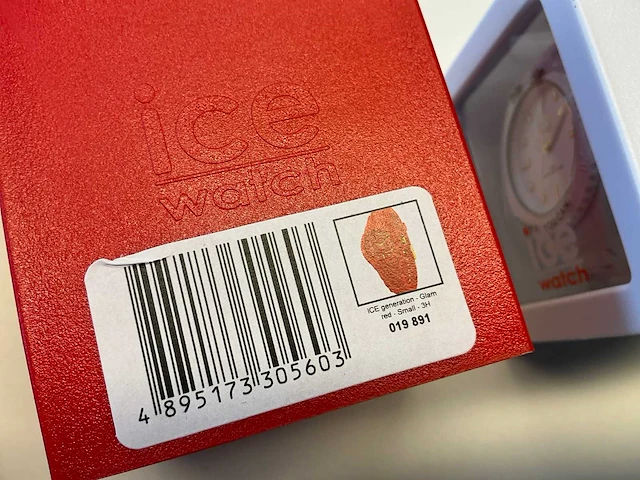 ice
watch
ICE generation - Glam
red - Small - 3H
019 891
4 895173 305603
ice
watch